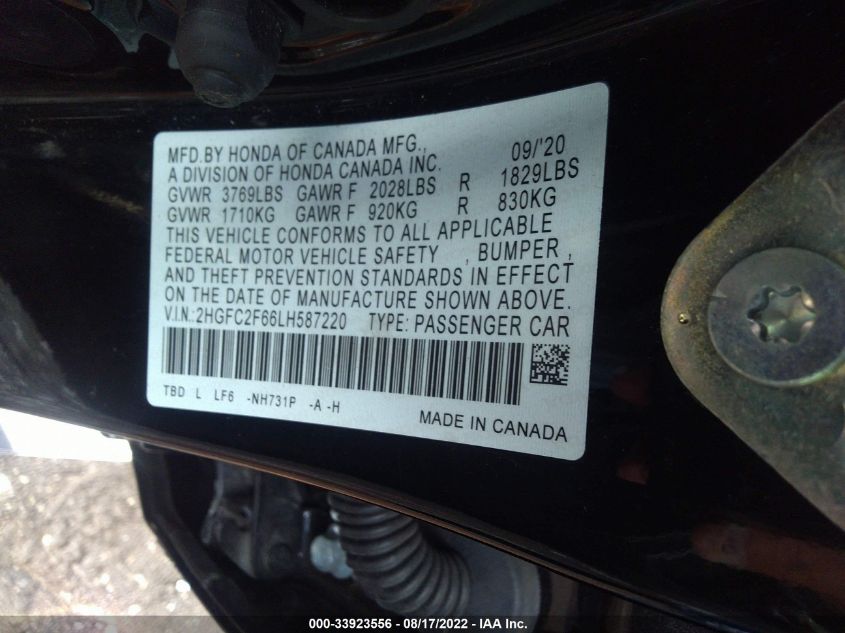 MFD.BY HONDA OF CANADA MFG., 09/'20
A DIVISION OF HONDA CANADA INC.
GVWR 3769LBS GAWR F 2028LBS R 1829LBS
GVWR 1710KG GAWR F 920KG R 830KG
THIS VEHICLE CONFORMS TO ALL APPLICABLE
FEDERAL MOTOR VEHICLE SAFETY , BUMPER ,
AND THEFT PREVENTION STANDARDS IN EFFECT
ON THE DATE OF MANUFACTURE SHOWN ABOVE.
V.I.N.:2HGFC2F66LH587220 TYPE: PASSENGER CAR
TBD L LF6 -NH731P -A -H
MADE IN CANADA
000-33923556 - 08/17/2022 - IAA Inc.